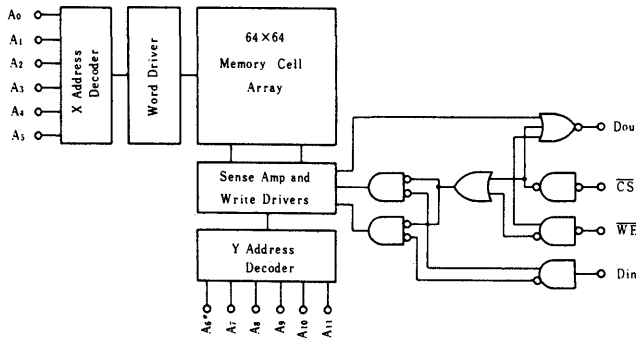 A0
A1
A2
A3
A4
A5
X Address
Decoder
Word Driver
64×64
Memory Cell
Array
Sense Amp and
Write Drivers
Y Address
Decoder
A6*
A7
A8
A9
A10
A11
Dou
CS
WE
Din